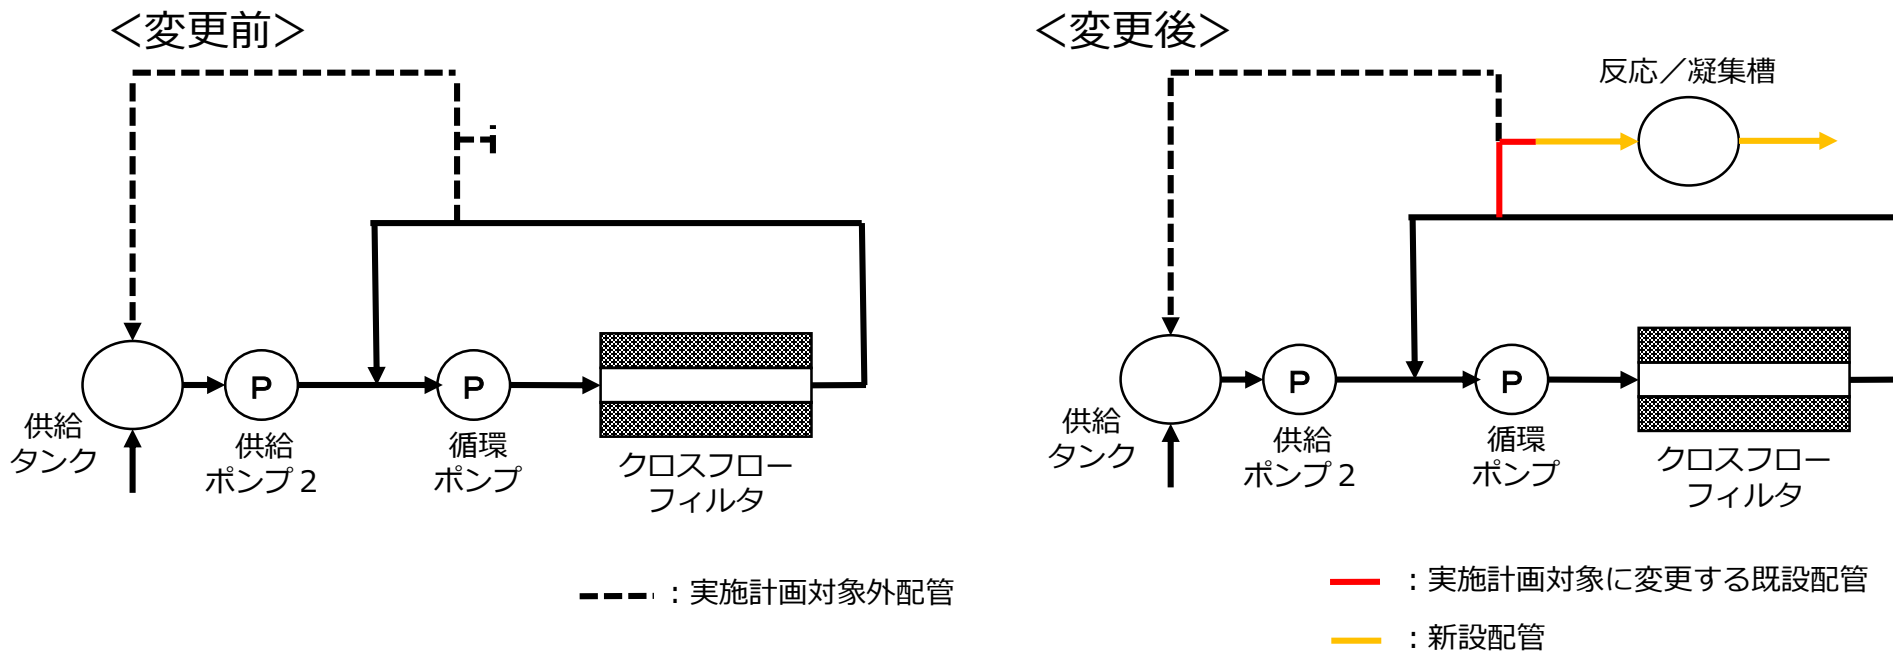 ＜変更前＞
供給
タンク
P
供給
ポンプ２
P
循環
ポンプ
クロスフロー
フィルタ
：実施計画対象外配管
＜変更後＞
反応／凝集槽
供給
タンク
P
供給
ポンプ２
P
循環
ポンプ
クロスフロー
フィルタ
：実施計画対象に変更する既設配管
：新設配管